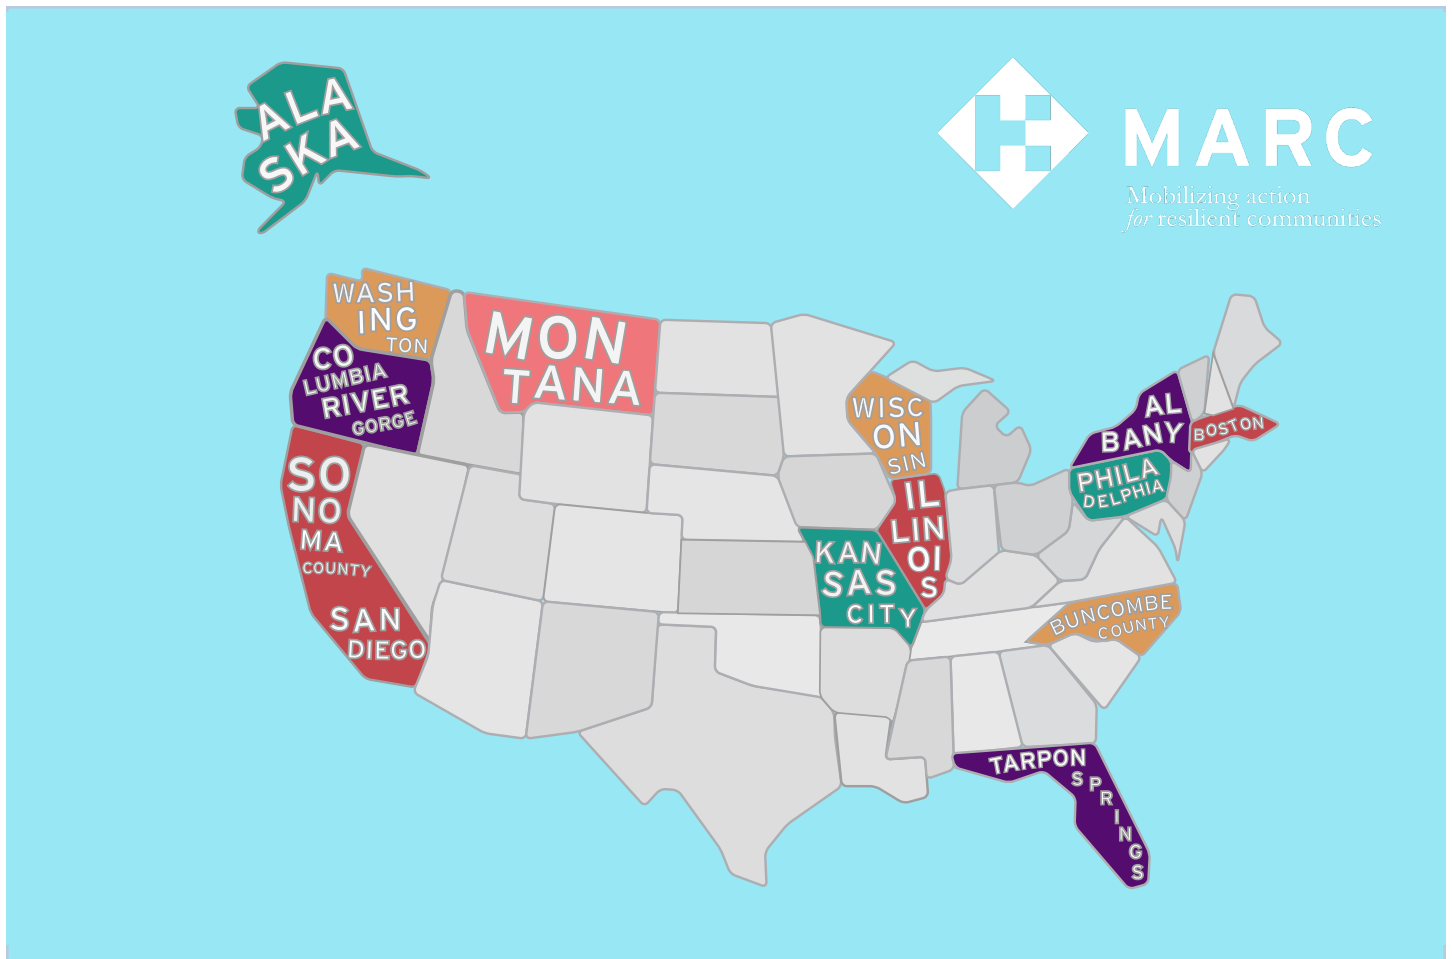 ALA
SKA
MARC
Mobilizing action
for resilient communities
WASH
ING
TON
CO
LUMBIA
RIVER
GORGE
MON
TANA
SO
NO
MA
COUNTY
SAN
DIEGO
WISC
ON
SIN
IL
LIN
OI
S
KAN
SAS
CITY
AL
BANY
BOSTON
PHILA
DELPHIA
BUNCOMBE
COUNTY
TARPON
SPRINGS